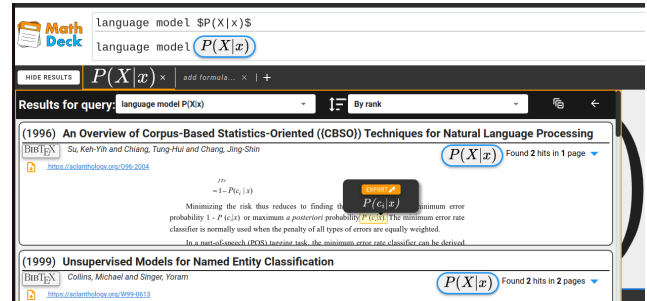 Math
Deck
language model $P(X|x)$
language model P(X|x)
HIDE RESULTS P(X|x) × add formula... × | +
Results for query: language model P(X|x) By rank
(1996) An Overview of Corpus-Based Statistics-Oriented ({CBSO}) Techniques for Natural Language Processing
BIBTEX Su, Keh-Yih and Chiang, Tung-Hui and Chang, Jing-Shin P(X|x) Found 2 hits in 1 page
https://aclanthology.org/O96-2004
j≠i
=1−P(c_i | x)
EXPORT
P(c_i|x)
Minimizing the risk thus reduces to finding the inimum error
probability 1 - P (c_i|x) or maximum a posteriori probability P (c_i|x). The minimum error rate
classifier is normally used when the penalty of all types of errors are equally weighted.
In a part-of-speech (POS) tagging task, the minimum error rate classifier can be derived
(1999) Unsupervised Models for Named Entity Classification
BIBTEX Collins, Michael and Singer, Yoram P(X|x) Found 2 hits in 2 pages
https://aclanthology.org/W99-0613